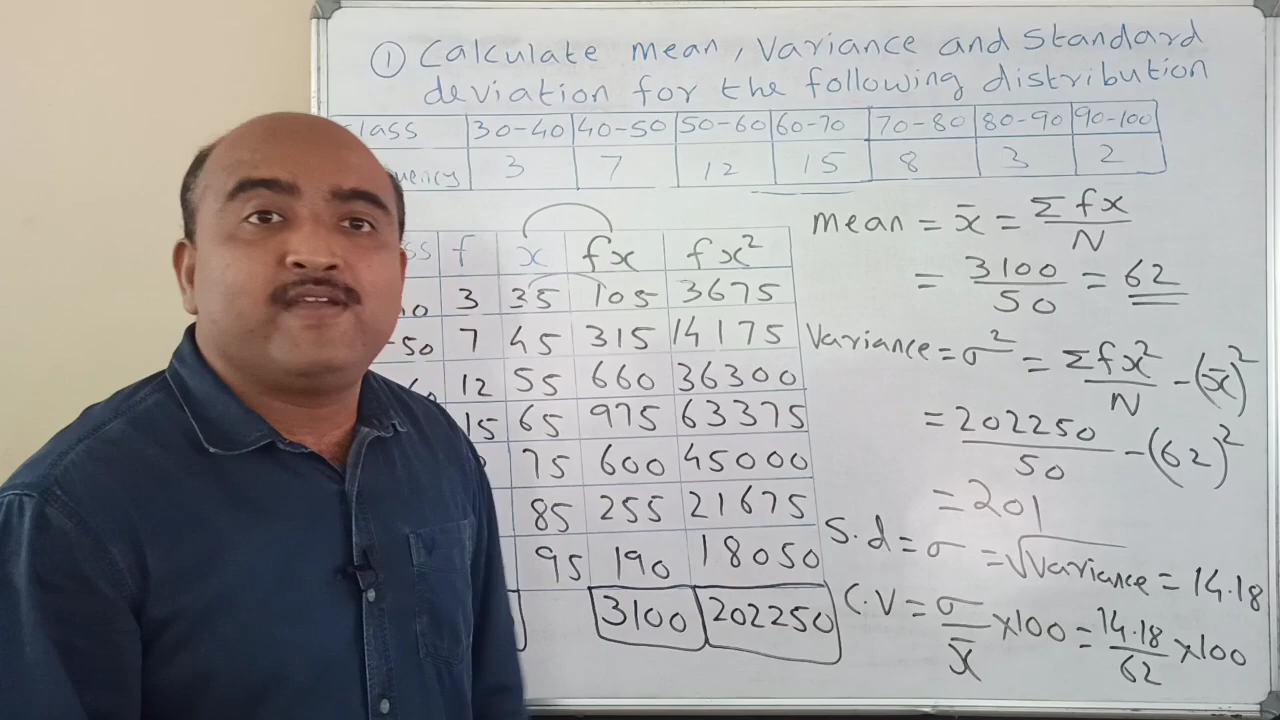 ① Calculate mean, variance and standard
deviation for the following distribution
Class 30-40 40-50 50-60 60-70 70-80 80-90 90-100
uency 3 7 12 15 8 3 2
ss f x fx fx²
0 3 35 105 3675
-50 7 45 315 14175
60 12 55 660 36300
15 65 975 63375
75 600 45000
85 255 21675
95 190 18050
3100 202250
mean = x̄ = Σfx/N
= 3100/50 = 62
Variance = σ² = Σfx²/N - (x̄)²
= 202250/50 - (62)²
= 201
S.d = σ = √variance = 14.18
C.V = σ/x̄ ×100 = 14.18/62 ×100